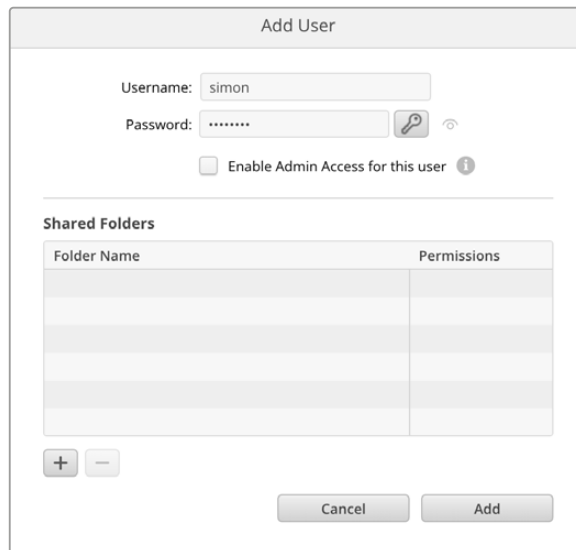 Add User
Username: simon
Password: ••••••••
Enable Admin Access for this user
Shared Folders
Folder Name Permissions
Cancel Add